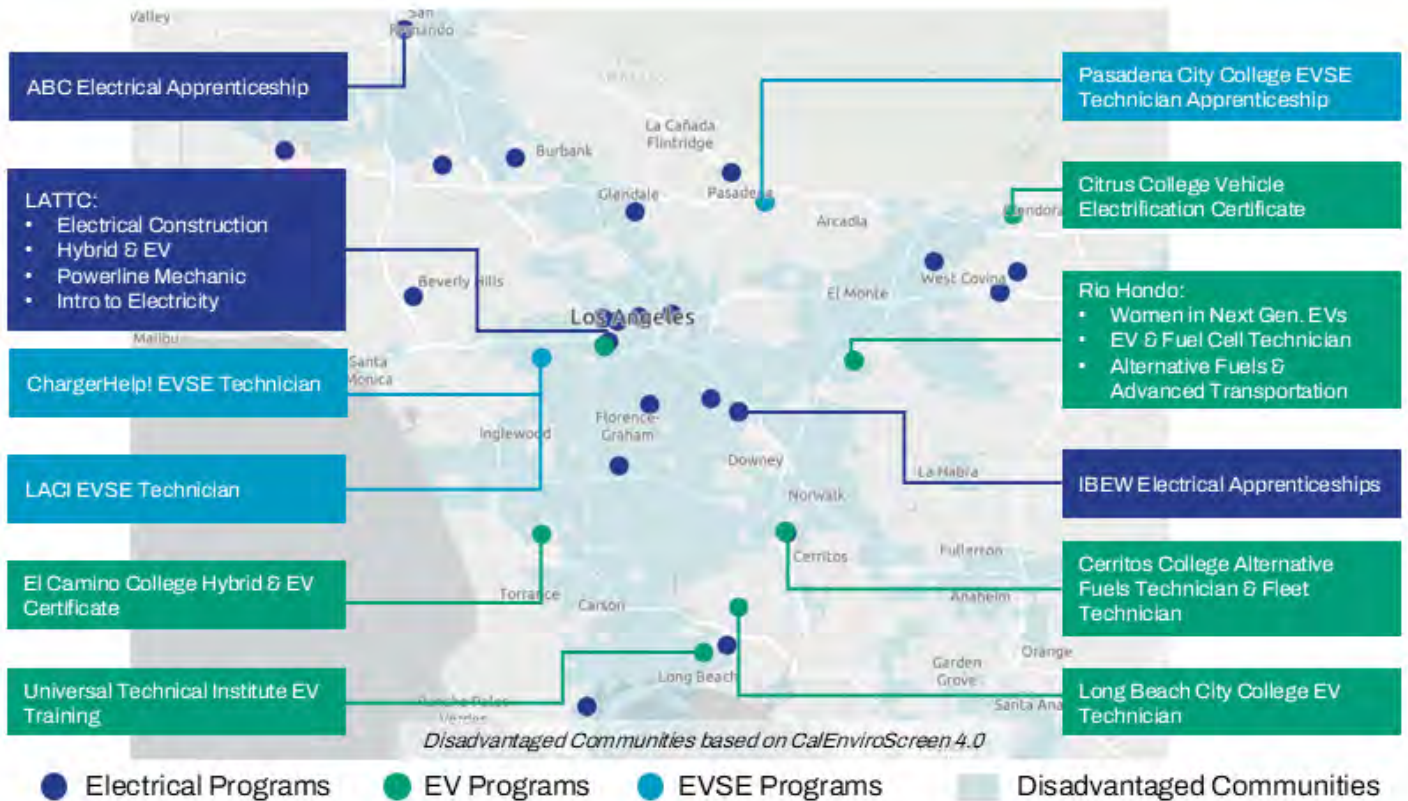 Valley
San
Fernando
ABC Electrical Apprenticeship
Pasadena City College EVSE
Technician Apprenticeship
La Cañada
Flintridge
Burbank
LATTC:
• Electrical Construction
• Hybrid & EV
• Powerline Mechanic
• Intro to Electricity
Glendale
Pasadena
Arcadia
Citrus College Vehicle
Electrification Certificate
Glendora
Beverly Hills
El Monte
West Covina
Los Angeles
Rio Hondo:
• Women in Next Gen. EVs
• EV & Fuel Cell Technician
• Alternative Fuels &
Advanced Transportation
Malibu
Santa
Monica
ChargerHelp! EVSE Technician
Inglewood
Florence-
Graham
Downey
La Habra
LACI EVSE Technician
Norwalk
IBEW Electrical Apprenticeships
Cerritos
Fullerton
El Camino College Hybrid & EV
Certificate
Torrance
Carson
Anaheim
Cerritos College Alternative
Fuels Technician & Fleet
Technician
Universal Technical Institute EV
Training
Long Beach
Garden
Grove
Orange
Rancho Palos
Verdes
Santa Ana
Long Beach City College EV
Technician
Disadvantaged Communities based on CalEnviroScreen 4.0
Electrical Programs
EV Programs
EVSE Programs
Disadvantaged Communities